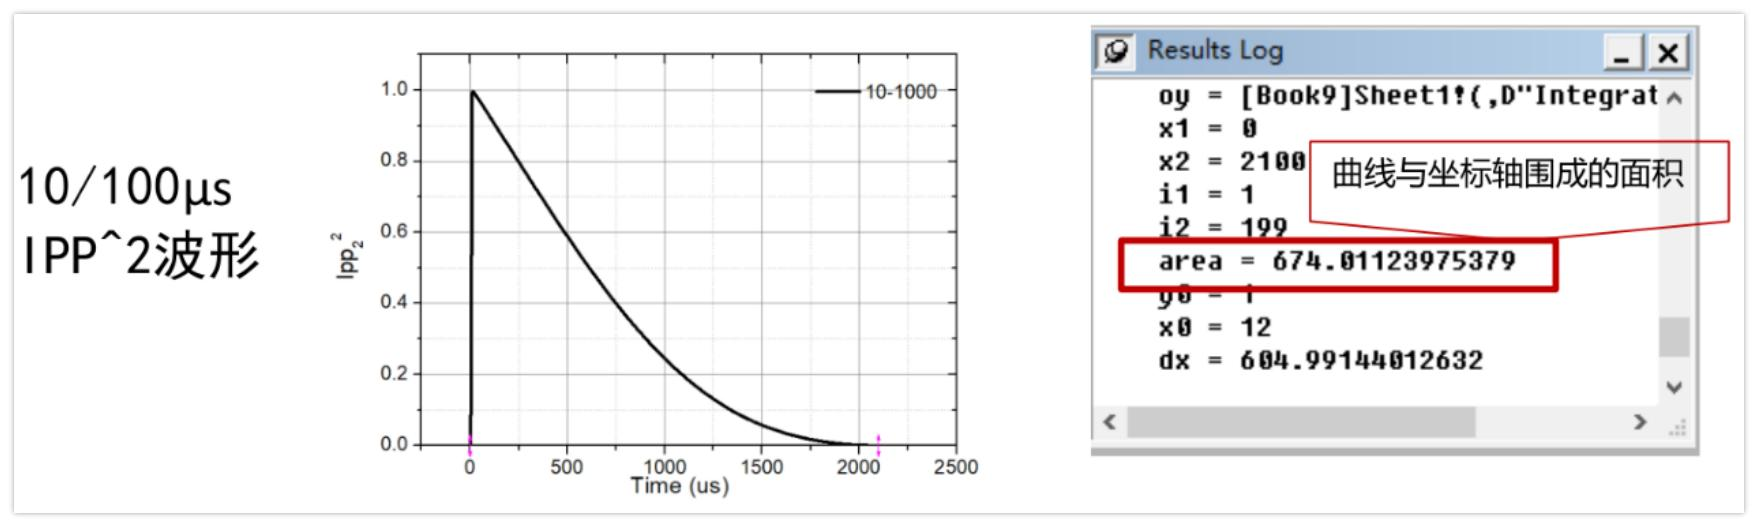 10/100μs
IPP^2波形
Ipp₂²
1.0
0.8
0.6
0.4
0.2
0.0
10-1000
0 500 1000 1500 2000 2500
Time (us)
Results Log
oy = [Book9]Sheet1!(,D"Integrat
x1 = 0
x2 = 2100
i1 = 1
i2 = 199
area = 674.01123975379
y0 = 1
x0 = 12
dx = 604.99144012632
曲线与坐标轴围成的面积